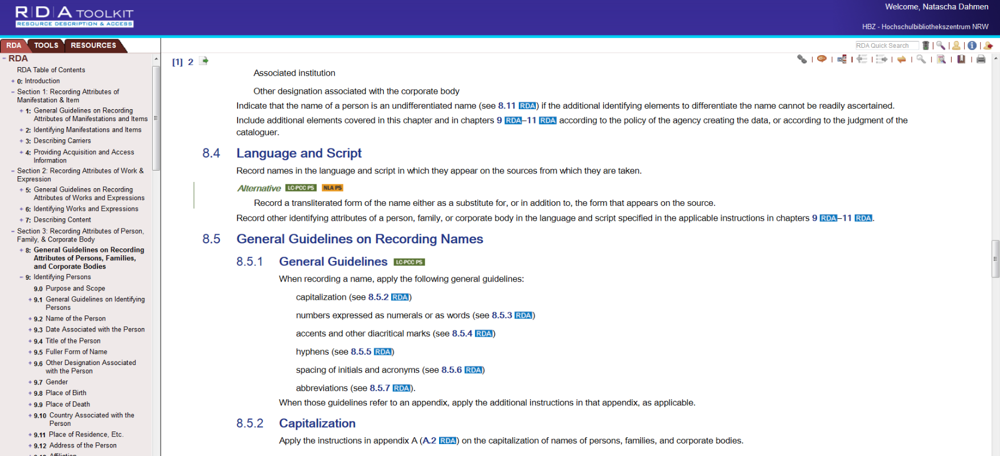 R|D|A TOOLKIT
RESOURCE DESCRIPTION & ACCESS
Welcome, Natascha Dahmen
HBZ - Hochschulbibliothekszentrum NRW
RDA TOOLS RESOURCES
RDA Quick Search
RDA
RDA Table of Contents
0: Introduction
Section 1: Recording Attributes of
Manifestation & Item
1: General Guidelines on Recording
Attributes of Manifestations and Items
2: Identifying Manifestations and Items
3: Describing Carriers
4: Providing Acquisition and Access
Information
Section 2: Recording Attributes of Work &
Expression
5: General Guidelines on Recording
Attributes of Works and Expressions
6: Identifying Works and Expressions
7: Describing Content
Section 3: Recording Attributes of Person,
Family, & Corporate Body
8: General Guidelines on Recording
Attributes of Persons, Families,
and Corporate Bodies
9: Identifying Persons
9.0 Purpose and Scope
9.1 General Guidelines on Identifying
Persons
9.2 Name of the Person
9.3 Date Associated with the Person
9.4 Title of the Person
9.5 Fuller Form of Name
9.6 Other Designation Associated
with the Person
9.7 Gender
9.8 Place of Birth
9.9 Place of Death
9.10 Country Associated with the
Person
9.11 Place of Residence, Etc.
9.12 Address of the Person
9.13 Affiliation
[1] 2
Associated institution
Other designation associated with the corporate body
Indicate that the name of a person is an undifferentiated name (see 8.11 RDA) if the additional identifying elements to differentiate the name cannot be readily ascertained.
Include additional elements covered in this chapter and in chapters 9 RDA–11 RDA according to the policy of the agency creating the data, or according to the judgment of the
cataloguer.
8.4 Language and Script
Record names in the language and script in which they appear on the sources from which they are taken.
Alternative LC-PCC PS NLA PS
Record a transliterated form of the name either as a substitute for, or in addition to, the form that appears on the source.
Record other identifying attributes of a person, family, or corporate body in the language and script specified in the applicable instructions in chapters 9 RDA–11 RDA.
8.5 General Guidelines on Recording Names
8.5.1 General Guidelines LC-PCC PS
When recording a name, apply the following general guidelines:
capitalization (see 8.5.2 RDA)
numbers expressed as numerals or as words (see 8.5.3 RDA)
accents and other diacritical marks (see 8.5.4 RDA)
hyphens (see 8.5.5 RDA)
spacing of initials and acronyms (see 8.5.6 RDA)
abbreviations (see 8.5.7 RDA).
When those guidelines refer to an appendix, apply the additional instructions in that appendix, as applicable.
8.5.2 Capitalization
Apply the instructions in appendix A (A.2 RDA) on the capitalization of names of persons, families, and corporate bodies.